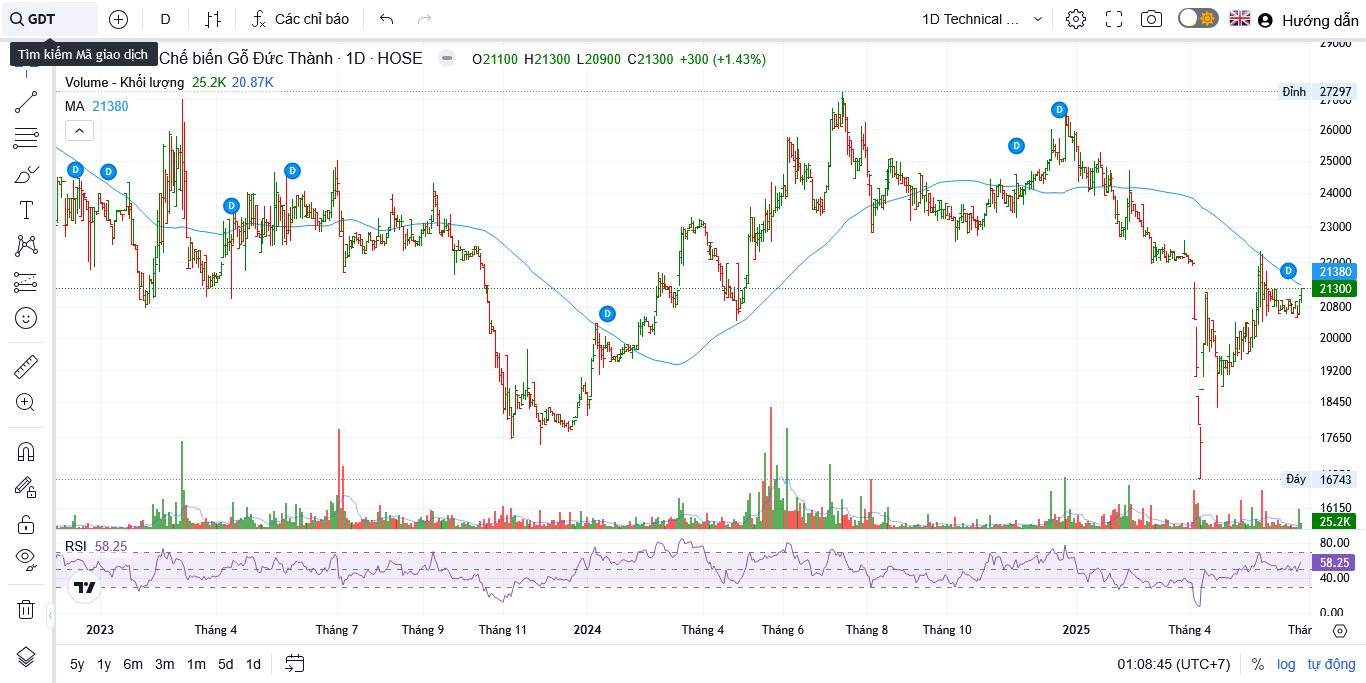 GDT
D
Các chỉ báo
1D Technical ...
Hướng dẫn
Tìm kiếm Mã giao dịch
Chế biến Gỗ Đức Thành · 1D · HOSE
O21100 H21300 L20900 C21300 +300 (+1.43%)
Volume - Khối lượng 25.2K 20.87K
MA 21380
29000
Đỉnh 27297
27000
26000
25000
24000
23000
22000
21380
21300
20800
20000
19200
18450
17650
Đáy 16743
16150
25.2K
D
D
D
D
D
D
D
D
RSI 58.25
80.00
58.25
40.00
0.00
2023 Tháng 4 Tháng 7 Tháng 9 Tháng 11 2024 Tháng 4 Tháng 6 Tháng 8 Tháng 10 2025 Tháng 4 Thár
5y 1y 6m 3m 1m 5d 1d
01:08:45 (UTC+7) % log tự động